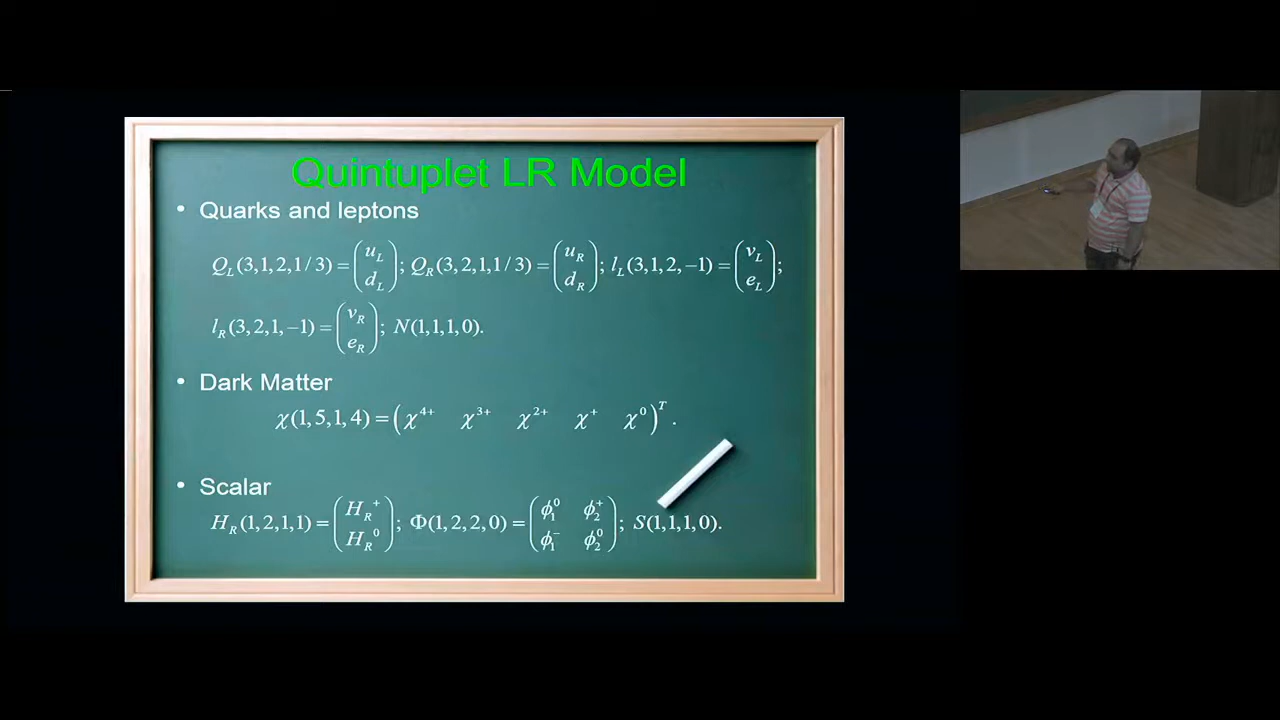 Quintuplet LR Model
• Quarks and leptons
Q_L(3,1,2,1/3) = (u_L d_L); Q_R(3,2,1,1/3) = (u_R d_R); l_L(3,1,2,−1) = (ν_L e_L);
l_R(3,2,1,−1) = (ν_R e_R); N(1,1,1,0).
• Dark Matter
χ(1,5,1,4) = (χ^{4+} χ^{3+} χ^{2+} χ^+ χ^0)^T.
• Scalar
H_R(1,2,1,1) = (H_R^+ H_R^0); Φ(1,2,2,0) = (ϕ_1^0 ϕ_2^+ ϕ_1^− ϕ_2^0); S(1,1,1,0).